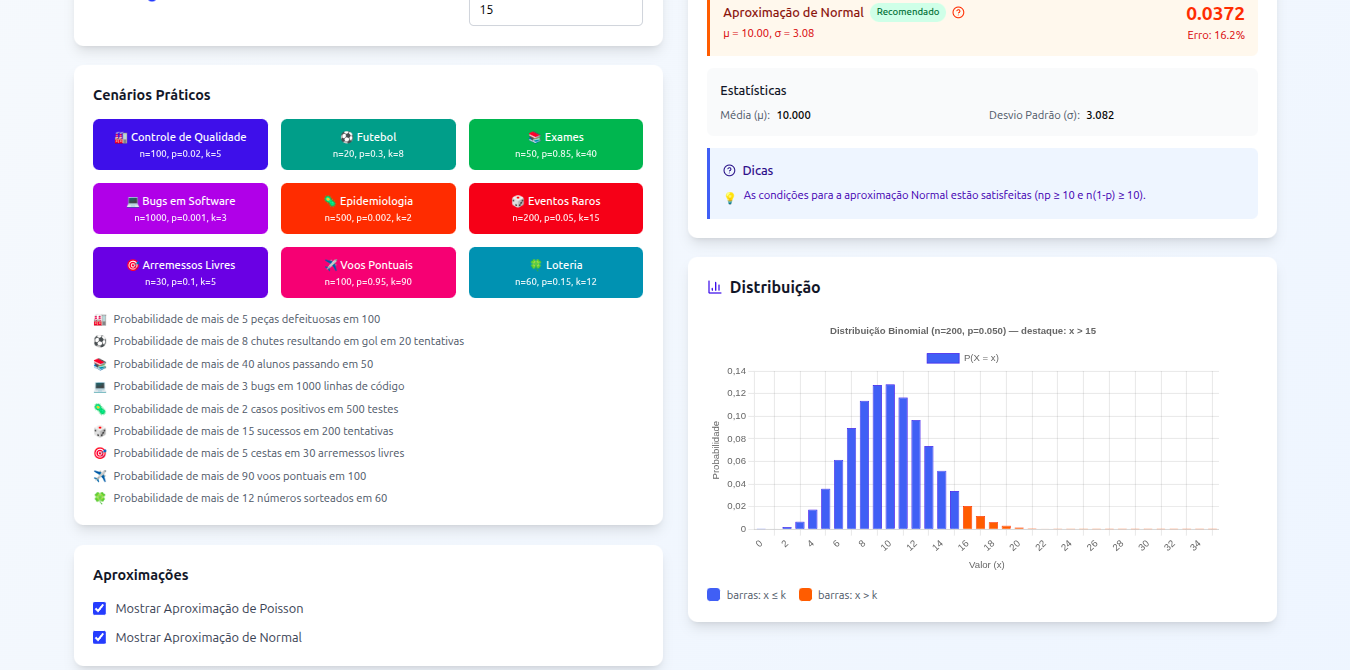 15
Cenários Práticos
Controle de Qualidade
n=100, p=0.02, k=5
Futebol
n=20, p=0.3, k=8
Exames
n=50, p=0.85, k=40
Bugs em Software
n=1000, p=0.001, k=3
Epidemiologia
n=500, p=0.002, k=2
Eventos Raros
n=200, p=0.05, k=15
Arremessos Livres
n=30, p=0.1, k=5
Voos Pontuais
n=100, p=0.95, k=90
Loteria
n=60, p=0.15, k=12
Probabilidade de mais de 5 peças defeituosas em 100
Probabilidade de mais de 8 chutes resultando em gol em 20 tentativas
Probabilidade de mais de 40 alunos passando em 50
Probabilidade de mais de 3 bugs em 1000 linhas de código
Probabilidade de mais de 2 casos positivos em 500 testes
Probabilidade de mais de 15 sucessos em 200 tentativas
Probabilidade de mais de 5 cestas em 30 arremessos livres
Probabilidade de mais de 90 voos pontuais em 100
Probabilidade de mais de 12 números sorteados em 60
Aproximações
Mostrar Aproximação de Poisson
Mostrar Aproximação de Normal
Aproximação de Normal Recomendado
0.0372
μ = 10.00, σ = 3.08
Erro: 16.2%
Estatísticas
Média (μ): 10.000
Desvio Padrão (σ): 3.082
Dicas
As condições para a aproximação Normal estão satisfeitas (np ≥ 10 e n(1-p) ≥ 10).
Distribuição
Distribuição Binomial (n=200, p=0.050) — destaque: x > 15
P(X = x)
0,14
0,12
0,10
0,08
0,06
0,04
0,02
0
Probabilidade
0 2 4 6 8 10 12 14 16 18 20 22 24 26 28 30 32 34
Valor (x)
barras: x ≤ k
barras: x > k